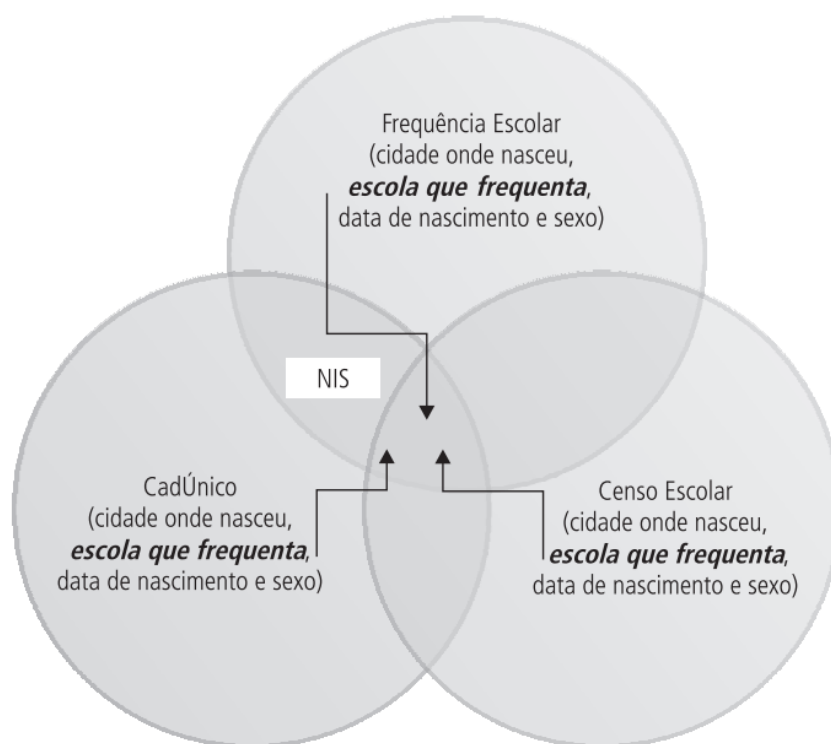 Frequência Escolar
(cidade onde nasceu,
escola que frequenta,
data de nascimento e sexo)
NIS
CadÚnico
(cidade onde nasceu,
escola que frequenta,
data de nascimento e sexo)
Censo Escolar
(cidade onde nasceu,
escola que frequenta,
data de nascimento e sexo)